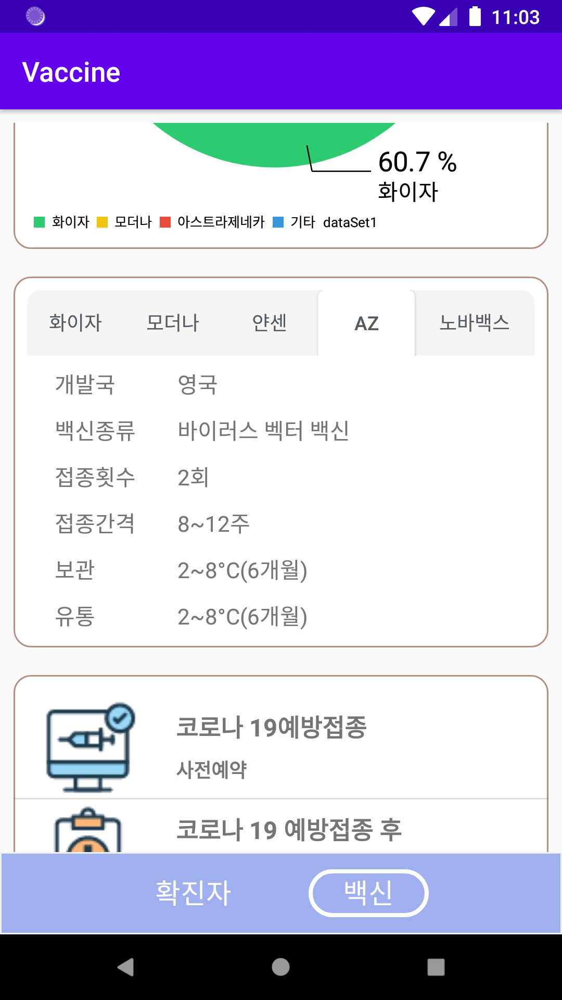 11:03
Vaccine
60.7 %
화이자
화이자 모더나 아스트라제네카 기타 dataSet1
화이자 모더나 얀센 AZ 노바백스
개발국 영국
백신종류 바이러스 벡터 백신
접종횟수 2회
접종간격 8~12주
보관 2~8°C(6개월)
유통 2~8°C(6개월)
코로나 19예방접종
사전예약
코로나 19 예방접종 후
확진자 백신